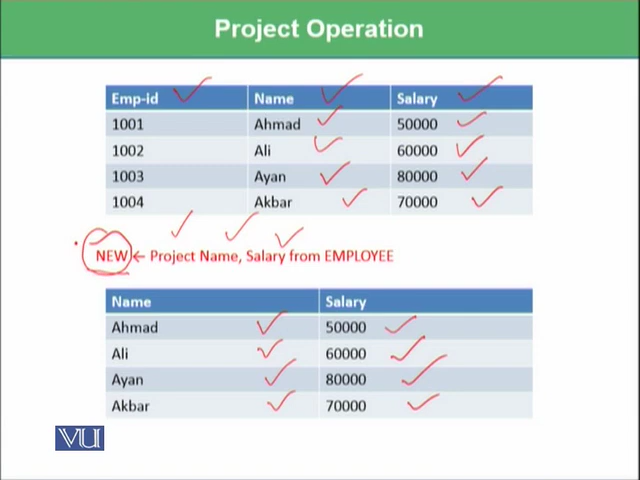 Project Operation
Emp-id Name Salary
1001 Ahmad 50000
1002 Ali 60000
1003 Ayan 80000
1004 Akbar 70000
NEW ← Project Name, Salary from EMPLOYEE
Name Salary
Ahmad 50000
Ali 60000
Ayan 80000
Akbar 70000
VU